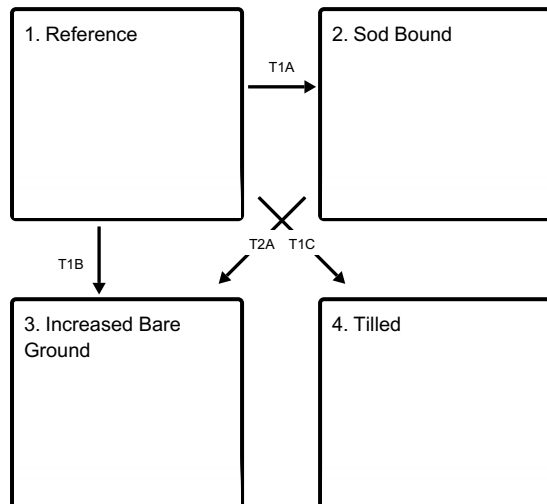 1. Reference
2. Sod Bound
T1A
T2A
T1C
T1B
3. Increased Bare
Ground
4. Tilled